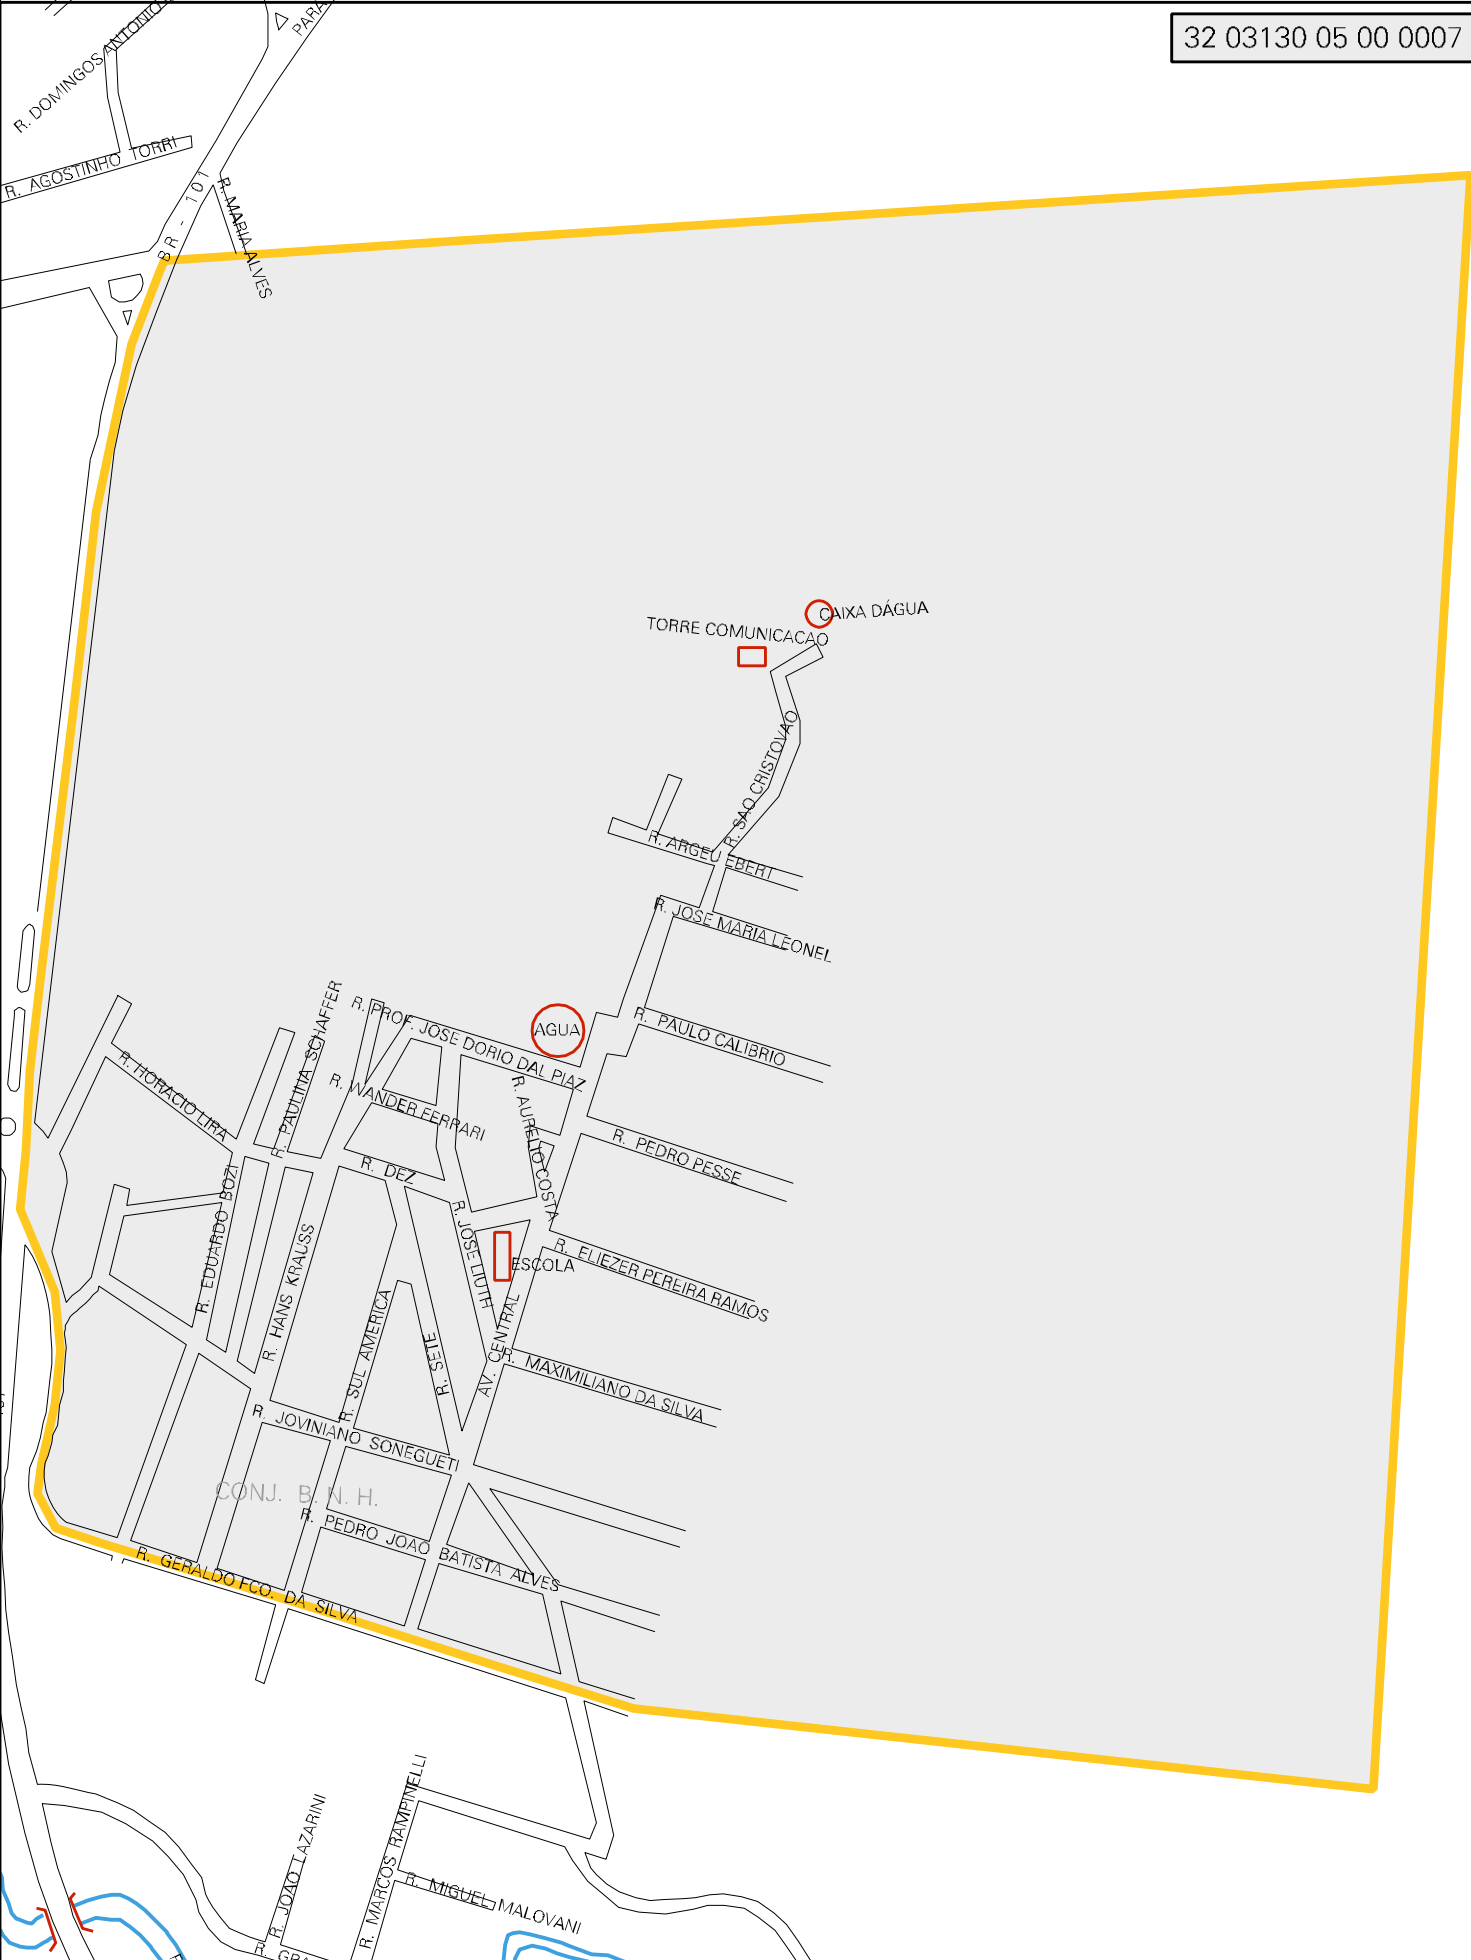 32 03130 05 00 0007
R. DOMINGOS ANTONIO
PARA
R. AGOSTINHO TORRI
BR - 101
R. MARIA ALVES
CAIXA DÁGUA
TORRE COMUNICACAO
R. SAO CRISTOVAO
R. ARGEU EBERT
R. JOSE MARIA LEONEL
R. PROF. JOSE DORIO DAL PIAZ
AGUA
R. PAULO CALIBRIO
R. PAULINA SCHAFFER
R. HORACIO LIRA
R. WANDER FERRARI
R. AURELIO COSTA
R. PEDRO PESSE
R. DEZ
R. EDUARDO BOZI
R. HANS KRAUSS
R. JOSE LIUTH
ESCOLA
R. ELIEZER PEREIRA RAMOS
R. SUL AMERICA
R. SETE
AV. CENTRAL
R. MAXIMILIANO DA SILVA
R. JOVINIANO SONEGUETI
CONJ. B. N. H.
R. PEDRO JOAO BATISTA ALVES
R. GERALDO FCO. DA SILVA
R. JOAO LAZARINI
R. MARCOS RAMPINELLI
R. MIGUEL MALOVANI